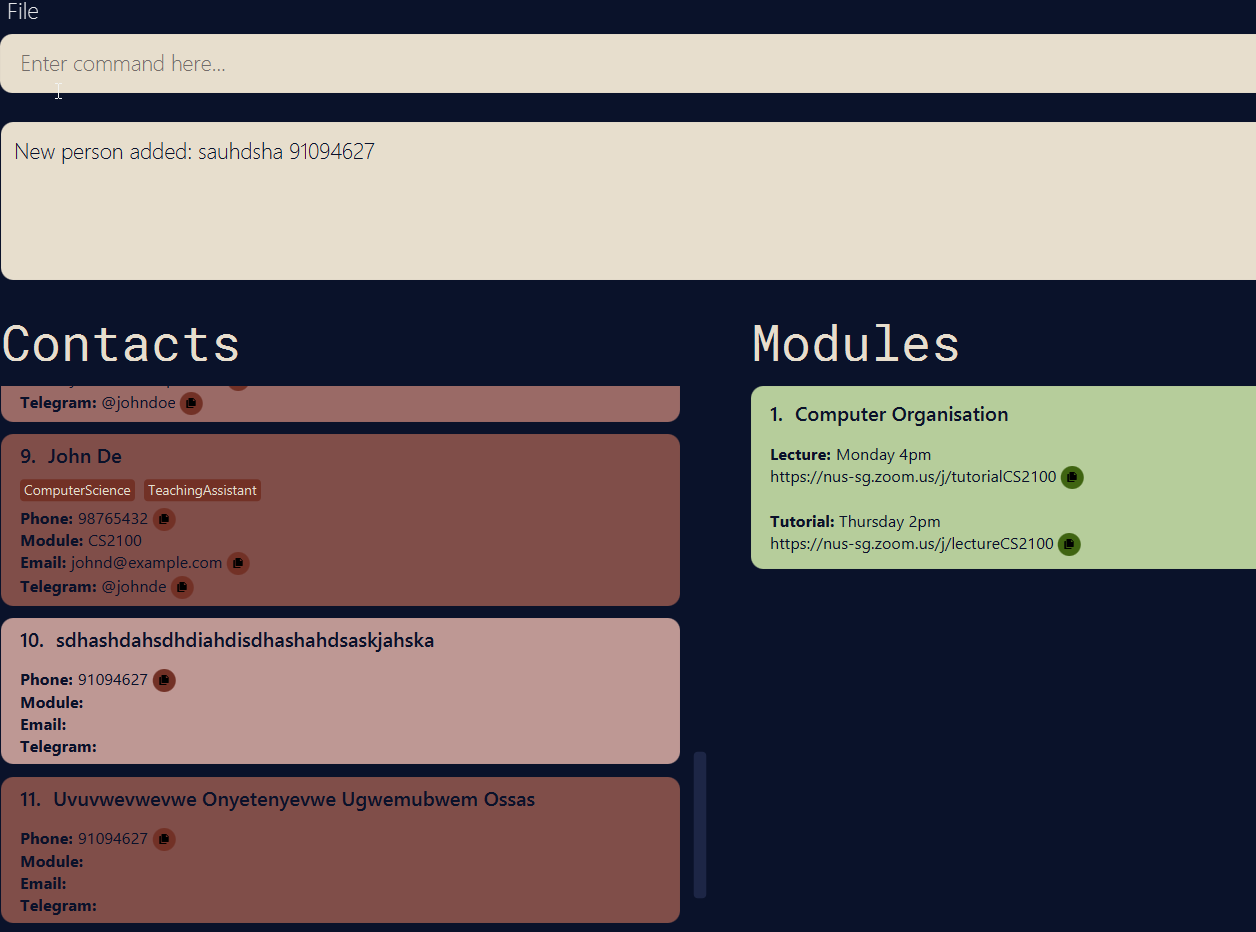 File
Enter command here...
New person added: sauhdsha 91094627
Contacts
Telegram: @johndoe
9. John De
ComputerScience TeachingAssistant
Phone: 98765432
Module: CS2100
Email: johnd@example.com
Telegram: @johnde
10. sdhashdahsdhdiahdisdhashahdsaskjahska
Phone: 91094627
Module:
Email:
Telegram:
11. Uvuvwevwevwe Onyetenyevwe Ugwemubwem Ossas
Phone: 91094627
Module:
Email:
Telegram:
Modules
1. Computer Organisation
Lecture: Monday 4pm
https://nus-sg.zoom.us/j/tutorialCS2100
Tutorial: Thursday 2pm
https://nus-sg.zoom.us/j/lectureCS2100